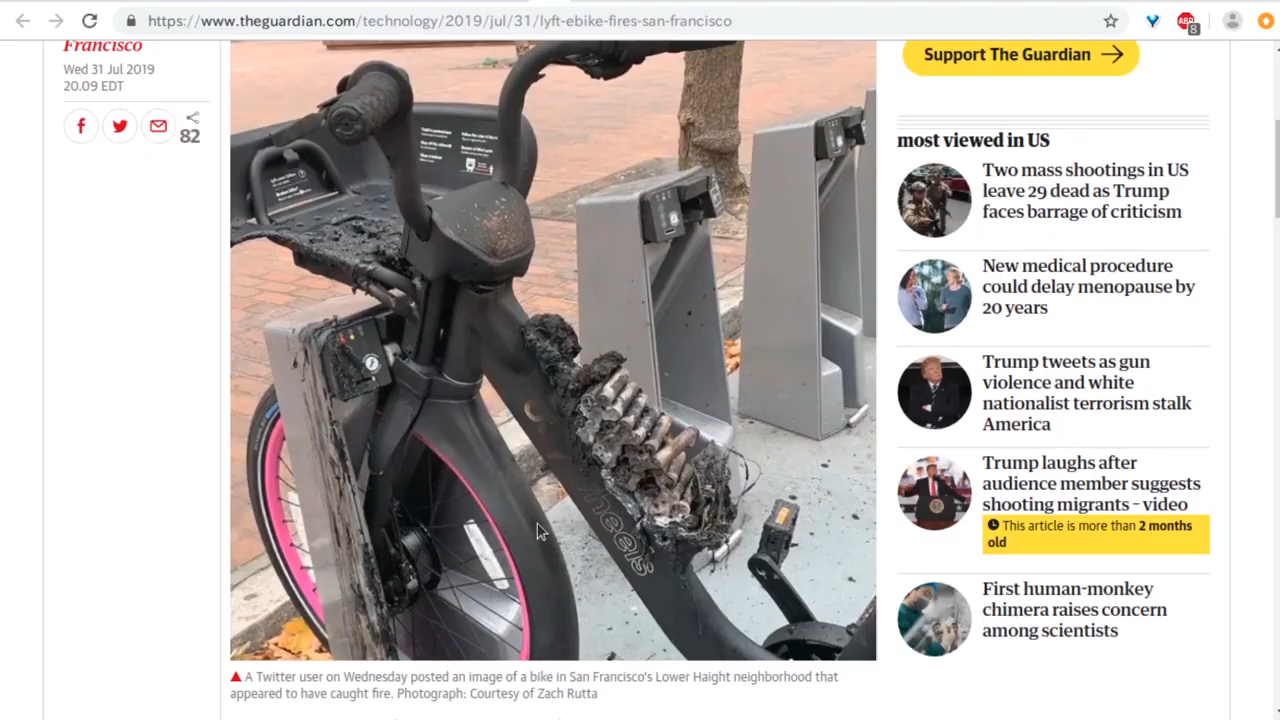 https://www.theguardian.com/technology/2019/jul/31/lyft-ebike-fires-san-francisco
8
Francisco
Wed 31 Jul 2019
20.09 EDT
82
heels
A Twitter user on Wednesday posted an image of a bike in San Francisco's Lower Haight neighborhood that
appeared to have caught fire. Photograph: Courtesy of Zach Rutta
Support The Guardian
most viewed in US
Two mass shootings in US
leave 29 dead as Trump
faces barrage of criticism
New medical procedure
could delay menopause by
20 years
Trump tweets as gun
violence and white
nationalist terrorism stalk
America
Trump laughs after
audience member suggests
shooting migrants – video
This article is more than 2 months
old
First human-monkey
chimera raises concern
among scientists